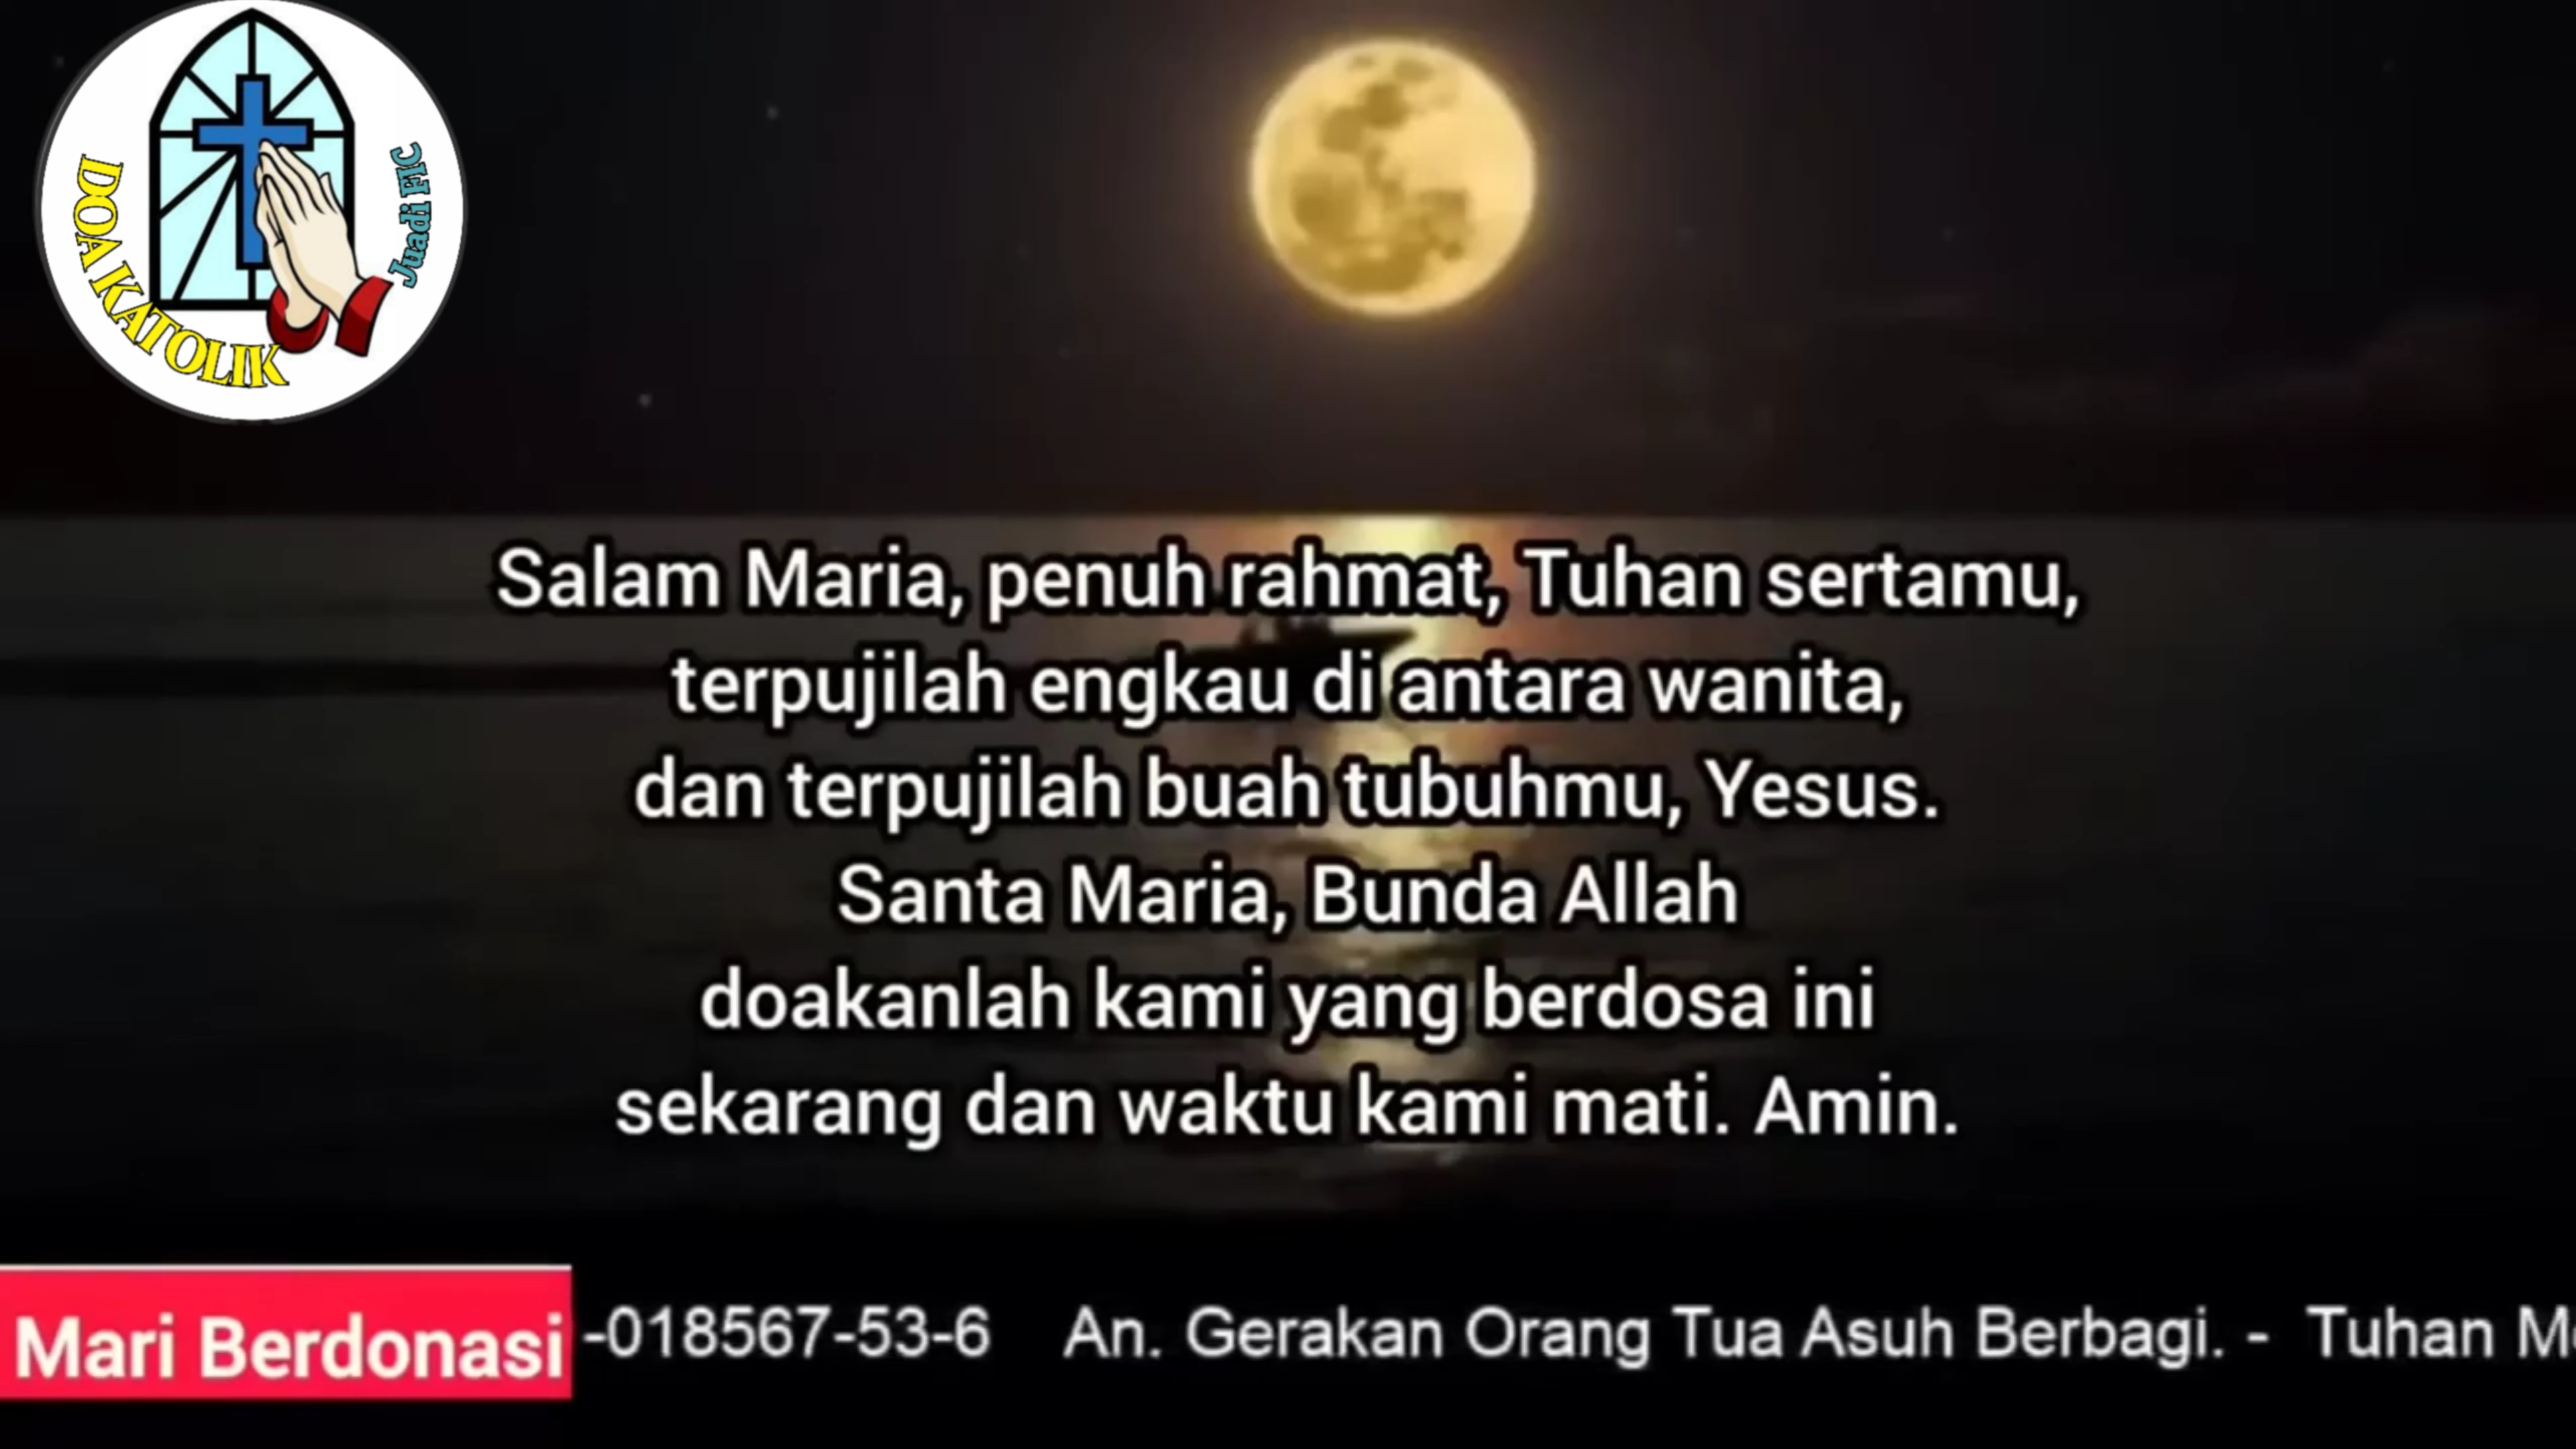 DOA KATOLIK
Juadi FIC
Salam Maria, penuh rahmat, Tuhan sertamu,
terpujilah engkau di antara wanita,
dan terpujilah buah tubuhmu, Yesus.
Santa Maria, Bunda Allah
doakanlah kami yang berdosa ini
sekarang dan waktu kami mati. Amin.
Mari Berdonasi -018567-53-6 An. Gerakan Orang Tua Asuh Berbagi. - Tuhan